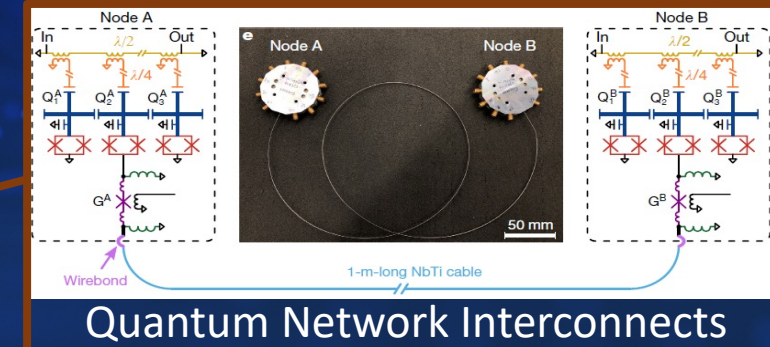 Node A
In
λ/2
Out
λ/4
Q₁ᴬ
Q₂ᴬ
Q₃ᴬ
Gᴬ
Wirebond
e
Node A
Node B
50 mm
1-m-long NbTi cable
Node B
In
λ/2
Out
λ/4
Q₁ᴮ
Q₂ᴮ
Q₃ᴮ
Gᴮ
Quantum Network Interconnects